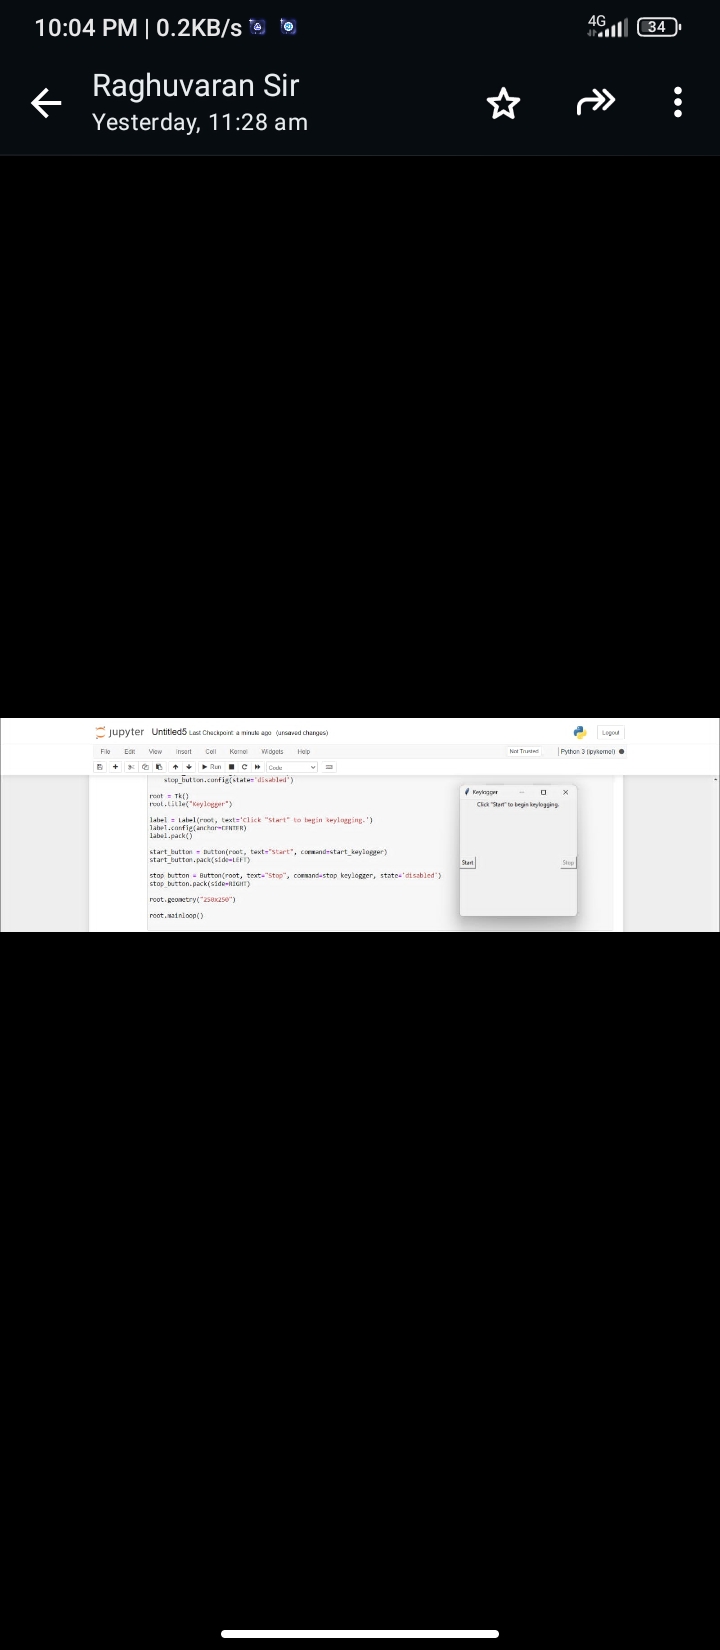 10:04 PM | 0.2KB/s
4G
34
Raghuvaran Sir
Yesterday, 11:28 am
jupyter Untitled5 Last Checkpoint: a minute ago (unsaved changes)
Logout
File Edit View Insert Cell Kernel Widgets Help
Not Trusted
Python 3 (ipykernel)
Run
Code
stop_button.config(state='disabled')
root = Tk()
root.title("Keylogger")
label = Label(root, text='Click "Start" to begin keylogging.')
label.config(anchor=CENTER)
label.pack()
start_button = Button(root, text="Start", command=start_keylogger)
start_button.pack(side=LEFT)
stop_button = Button(root, text="Stop", command=stop_keylogger, state='disabled')
stop_button.pack(side=RIGHT)
root.geometry("250x250")
root.mainloop()
Keylogger
Click "Start" to begin keylogging.
Start
Stop